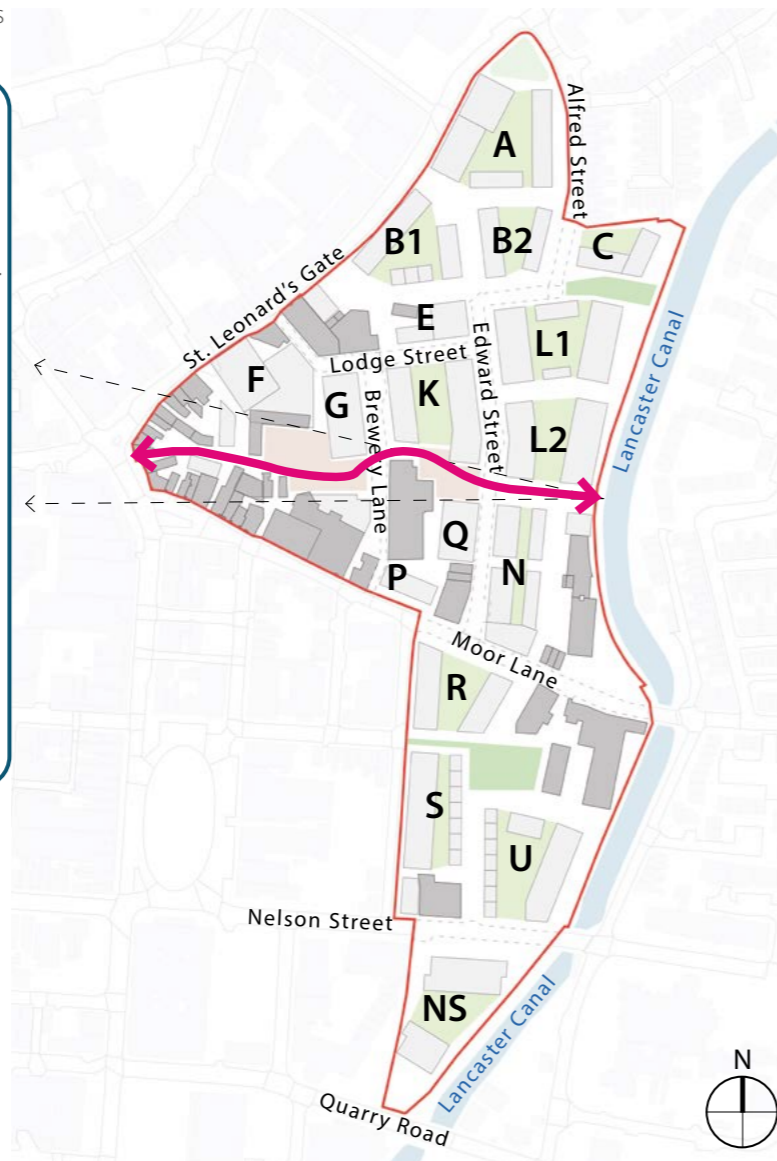 S
Alfred Street
A
B1
B2
C
St. Leonard's Gate
E
Lodge Street
Edward Street
L1
Lancaster Canal
F
G
K
Brewery Lane
L2
Q
N
P
Moor Lane
R
S
U
Nelson Street
NS
Lancaster Canal
Quarry Road
N